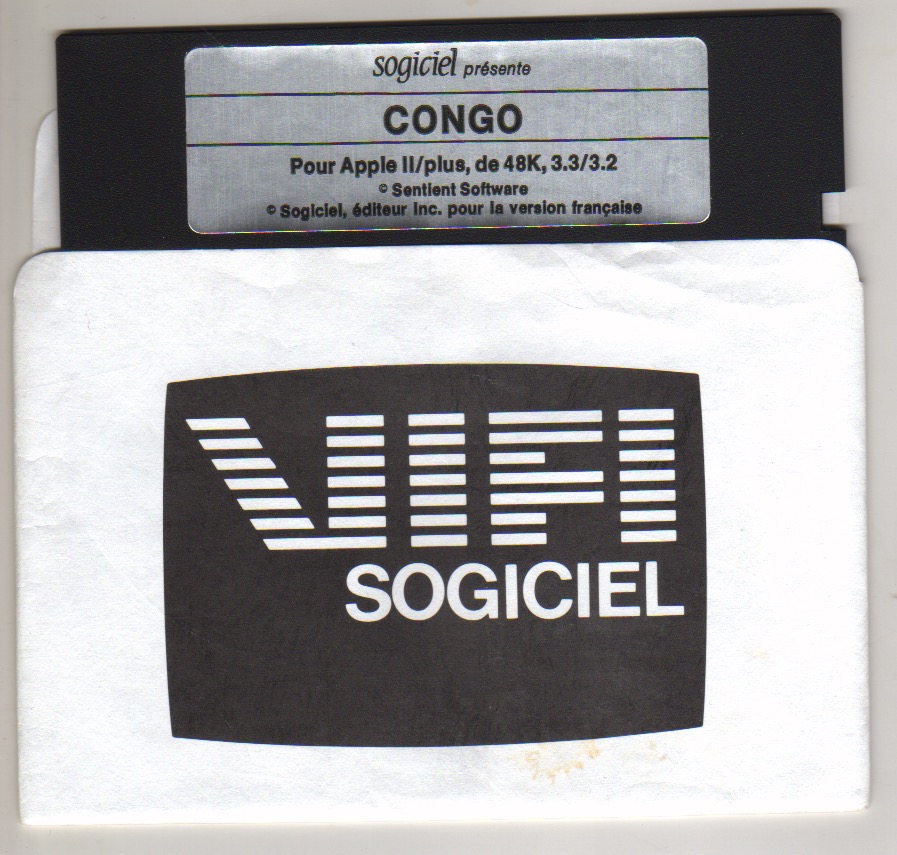 sogiciel présente
CONGO
Pour Apple II/plus, de 48K, 3.3/3.2
© Sentient Software
© Sogiciel, éditeur Inc. pour la version française
VIFI
SOGICIEL